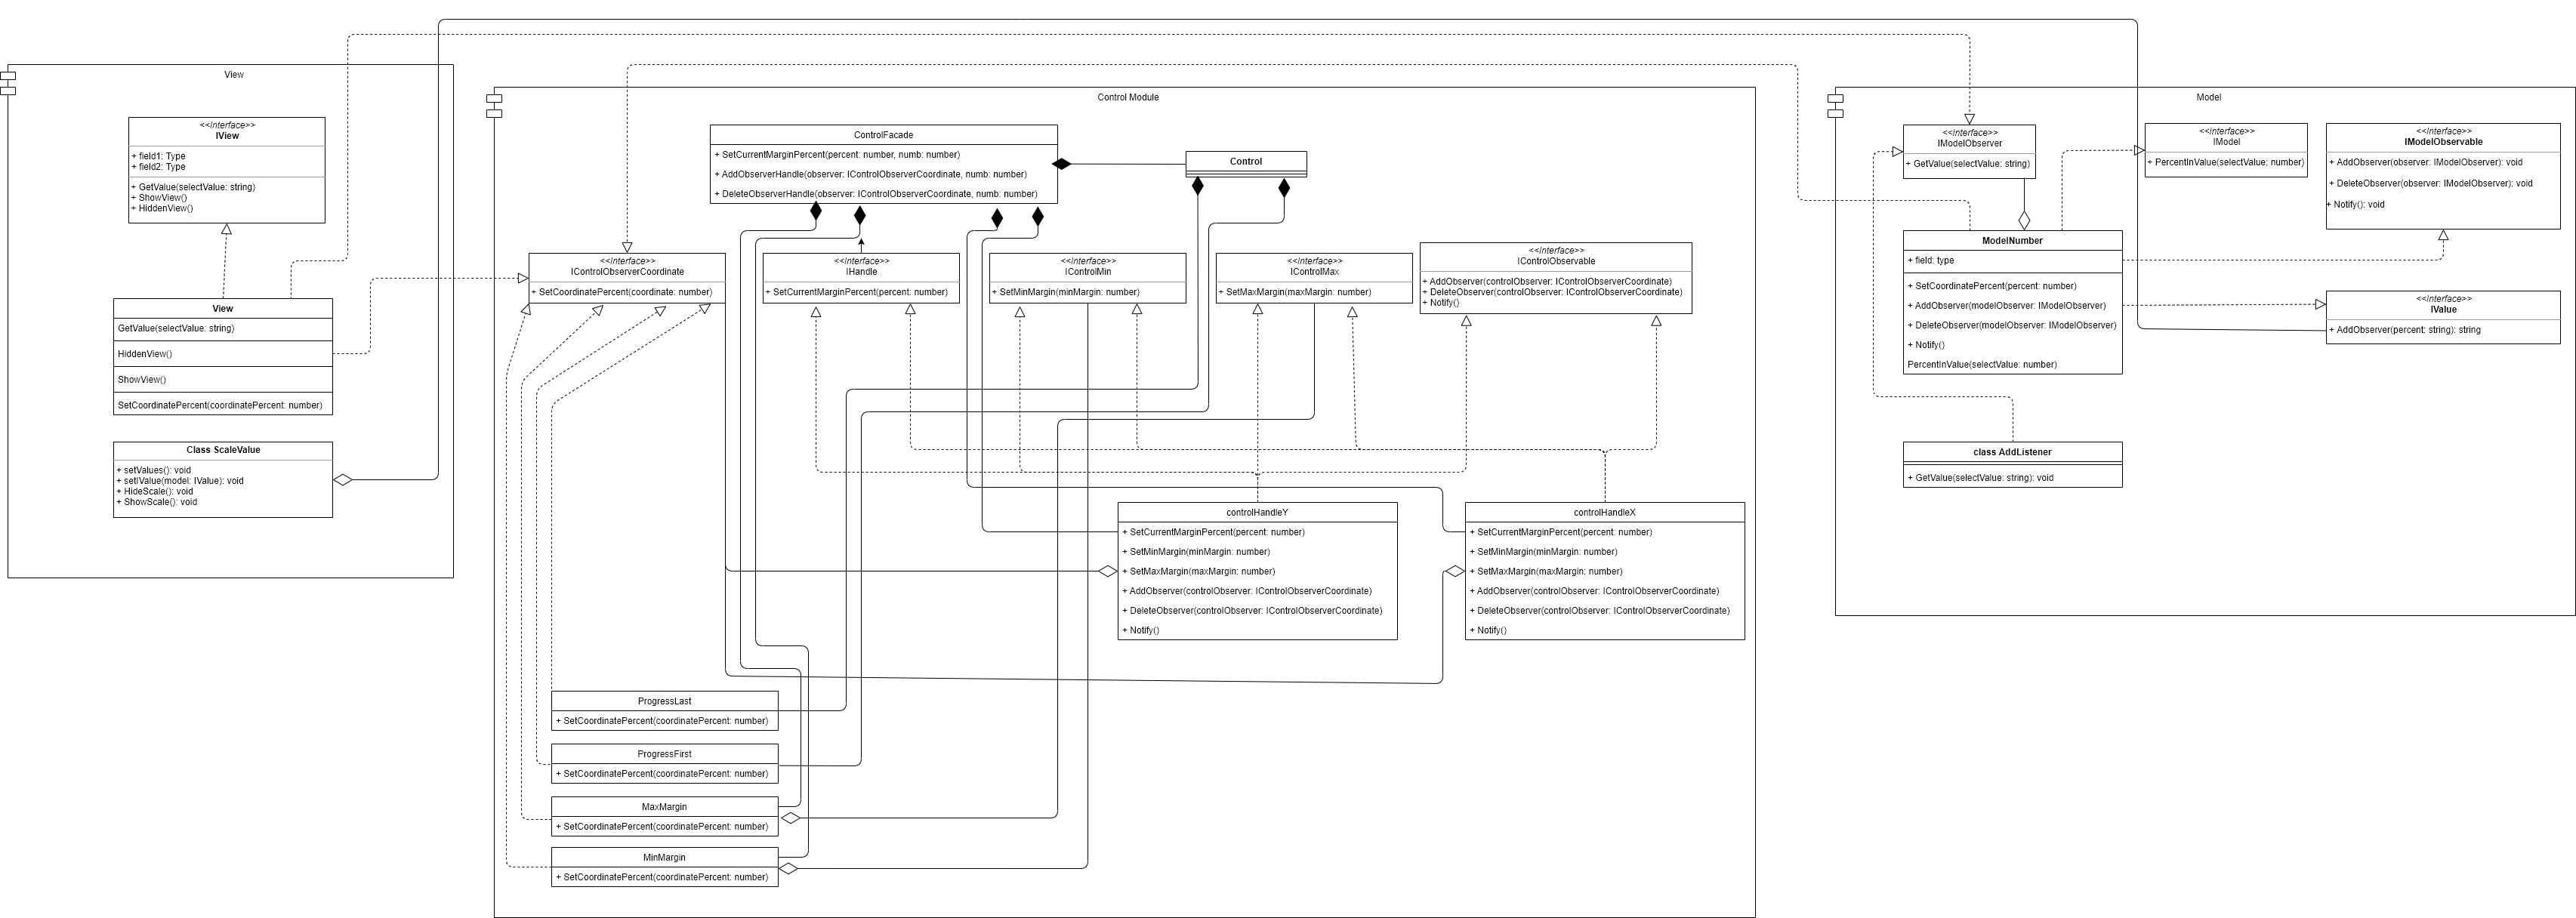 View
<<Interface>>
IView
+ field1: Type
+ field2: Type
+ GetValue(selectValue: string)
+ ShowView()
+ HiddenView()
View
GetValue(selectValue: string)
HiddenView()
ShowView()
SetCoordinatePercent(coordinatePercent: number)
Class ScaleValue
+ setValues(): void
+ setIValue(model: IValue): void
+ HideScale(): void
+ ShowScale(): void
Control Module
ControlFacade
+ SetCurrentMarginPercent(percent: number, numb: number)
+ AddObserverHandle(observer: IControlObserverCoordinate, numb: number)
+ DeleteObserverHandle(observer: IControlObserverCoordinate, numb: number)
Control
<<Interface>>
IControlObserverCoordinate
+ SetCoordinatePercent(coordinate: number)
<<Interface>>
IHandle
+ SetCurrentMarginPercent(percent: number)
<<Interface>>
IControlMin
+ SetMinMargin(minMargin: number)
<<Interface>>
IControlMax
+ SetMaxMargin(maxMargin: number)
<<Interface>>
IControlObservable
+ AddObserver(controlObserver: IControlObserverCoordinate)
+ DeleteObserver(controlObserver: IControlObserverCoordinate)
+ Notify()
controlHandleY
+ SetCurrentMarginPercent(percent: number)
+ SetMinMargin(minMargin: number)
+ SetMaxMargin(maxMargin: number)
+ AddObserver(controlObserver: IControlObserverCoordinate)
+ DeleteObserver(controlObserver: IControlObserverCoordinate)
+ Notify()
controlHandleX
+ SetCurrentMarginPercent(percent: number)
+ SetMinMargin(minMargin: number)
+ SetMaxMargin(maxMargin: number)
+ AddObserver(controlObserver: IControlObserverCoordinate)
+ DeleteObserver(controlObserver: IControlObserverCoordinate)
+ Notify()
ProgressLast
+ SetCoordinatePercent(coordinatePercent: number)
ProgressFirst
+ SetCoordinatePercent(coordinatePercent: number)
MaxMargin
+ SetCoordinatePercent(coordinatePercent: number)
MinMargin
+ SetCoordinatePercent(coordinatePercent: number)
Model
<<interface>>
IModelObserver
+ GetValue(selectValue: string)
<<Interface>>
IModel
+ PercentInValue(selectValue: number)
<<Interface>>
IModelObservable
+ AddObserver(observer: IModelObserver): void
+ DeleteObserver(observer: IModelObserver): void
+ Notify(): void
ModelNumber
+ field: type
+ SetCoordinatePercent(percent: number)
+ AddObserver(modelObserver: IModelObserver)
+ DeleteObserver(modelObserver: IModelObserver)
+ Notify()
PercentInValue(selectValue: number)
<<Interface>>
IValue
+ AddObserver(percent: string): string
class AddListener
+ GetValue(selectValue: string): void